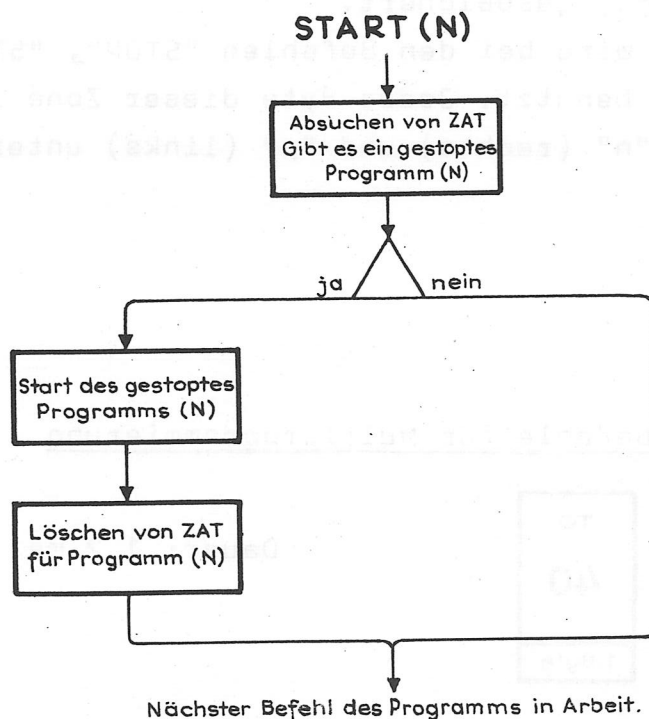 START (N)
Absuchen von ZAT
Gibt es ein gestoptes
Programm (N)
ja
nein
Start des gestoptes
Programms (N)
Löschen von ZAT
für Programm (N)
Nächster Befehl des Programms in Arbeit.